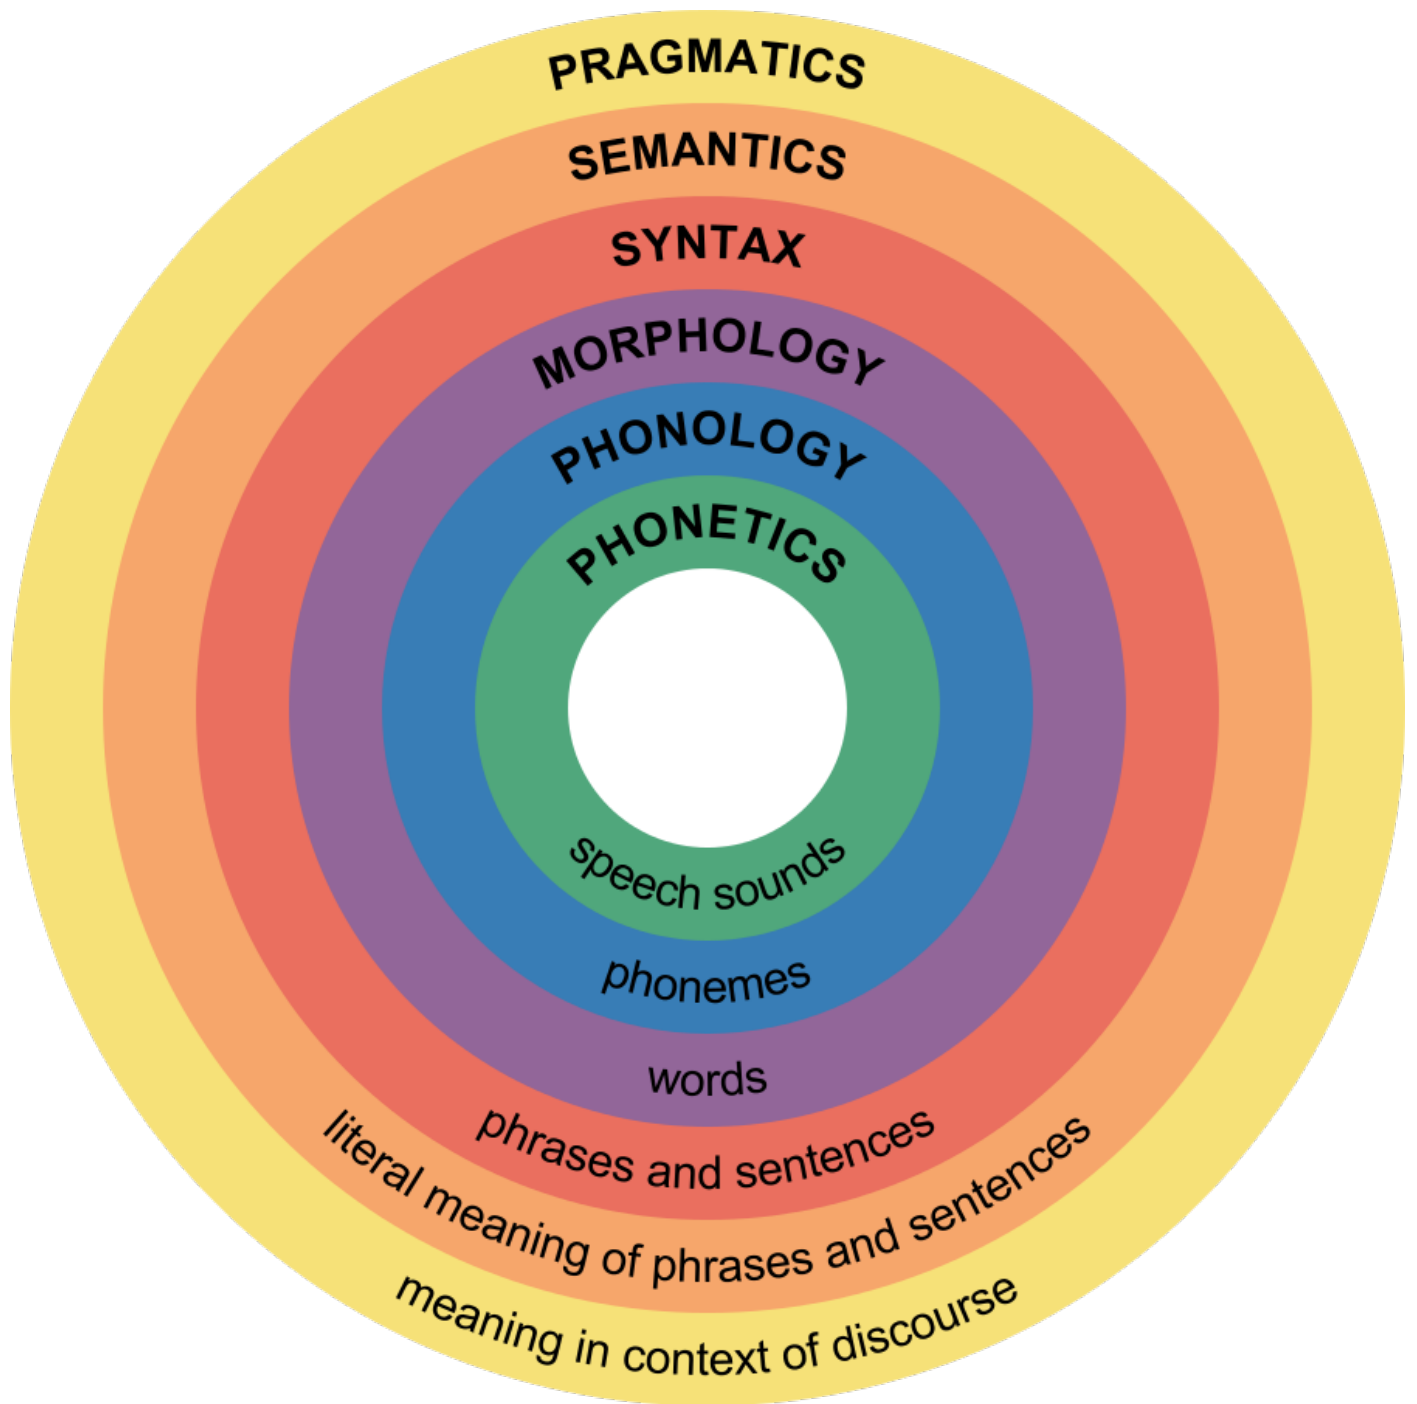 PRAGMATICS
SEMANTICS
SYNTAX
MORPHOLOGY
PHONOLOGY
PHONETICS
speech sounds
phonemes
words
phrases and sentences
literal meaning of phrases and sentences
meaning in context of discourse